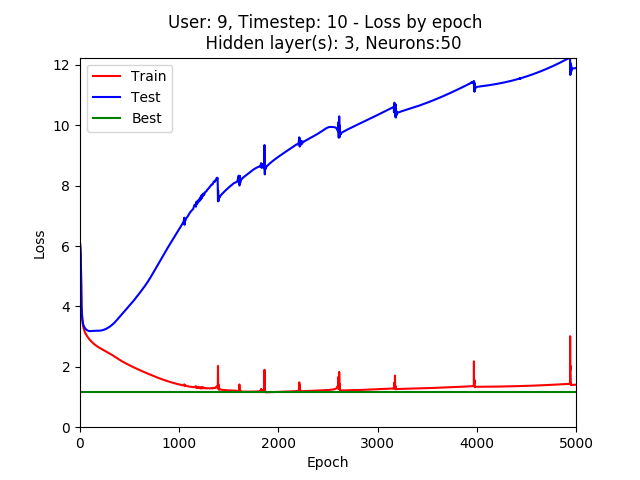 User: 9, Timestep: 10 - Loss by epoch
Hidden layer(s): 3, Neurons:50
Train
Test
Best
Loss
12
10
8
6
4
2
0
0 1000 2000 3000 4000 5000
Epoch